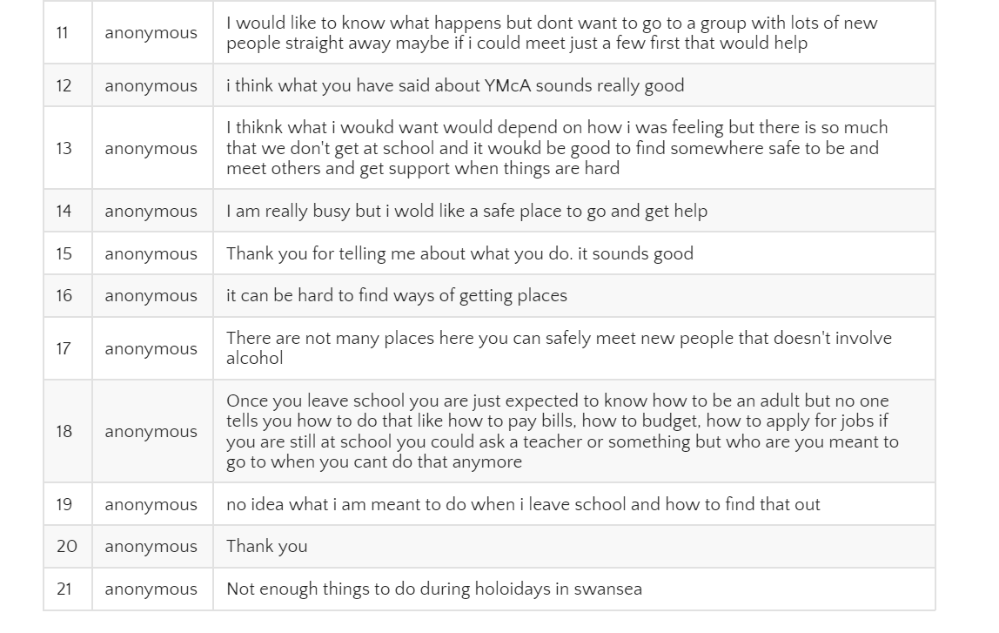 11 anonymous I would like to know what happens but dont want to go to a group with lots of new
people straight away maybe if i could meet just a few first that would help
12 anonymous i think what you have said about YMcA sounds really good
13 anonymous I thiknk what i woukd want would depend on how i was feeling but there is so much
that we don't get at school and it woukd be good to find somewhere safe to be and
meet others and get support when things are hard
14 anonymous I am really busy but i wold like a safe place to go and get help
15 anonymous Thank you for telling me about what you do. it sounds good
16 anonymous it can be hard to find ways of getting places
17 anonymous There are not many places here you can safely meet new people that doesn't involve
alcohol
18 anonymous Once you leave school you are just expected to know how to be an adult but no one
tells you how to do that like how to pay bills, how to budget, how to apply for jobs if
you are still at school you could ask a teacher or something but who are you meant to
go to when you cant do that anymore
19 anonymous no idea what i am meant to do when i leave school and how to find that out
20 anonymous Thank you
21 anonymous Not enough things to do during holoidays in swansea